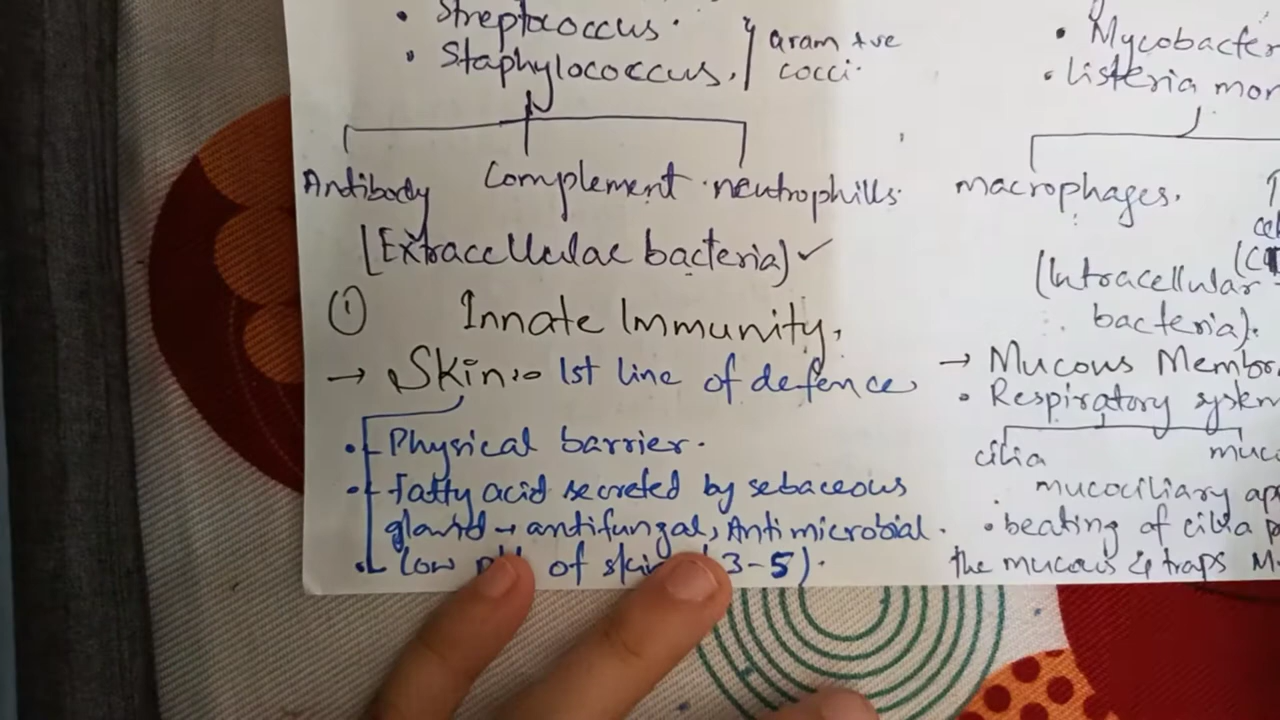 • Streptococcus.
• Staphylococcus.
Gram +ve
cocci.
Antibody Complement neutrophills.
[Extracellular bacteria] ✓
① Innate Immunity,
→ Skin:- 1st line of defence
• Physical barrier.
• Fatty acid secreted by sebaceous
gland → antifungal, Antimicrobial.
• Low of (3-5).
• Mycobacter
• Listeria mon
macrophages.
(Intracellular
bacteria).
→ Mucous Membr
• Respiratory system
cilia muc
mucociliary ap
• beating of cilia p
the mucous & traps M.